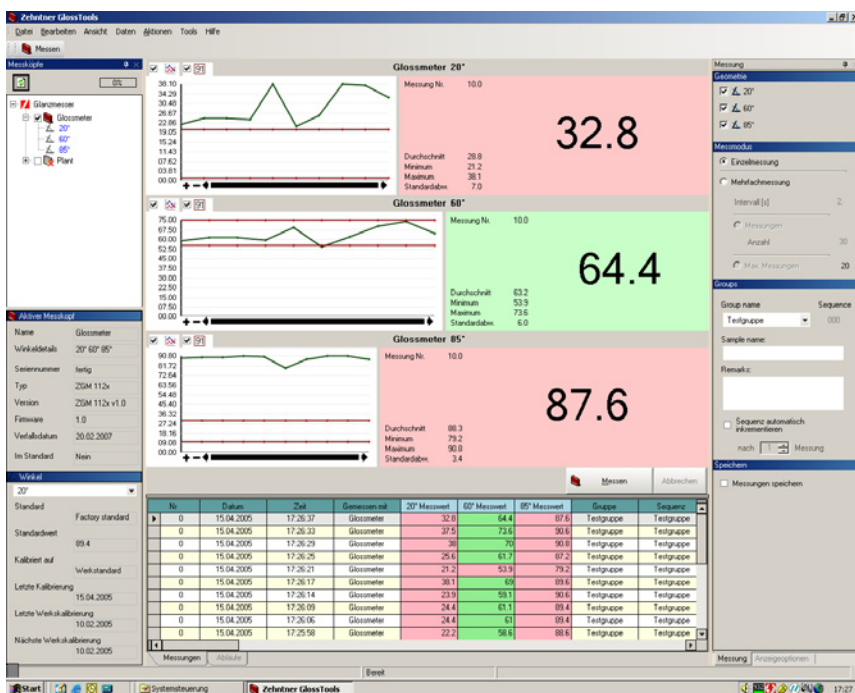 Zehntner GlossTools
Datei Bearbeiten Ansicht Daten Aktionen Tools Hilfe
Messen
Messköpfe
0%
Glanzmesser
Glossmeter
20°
60°
85°
Plant
Aktiver Messkopf
Name Glossmeter
Winkeldetails 20° 60° 85°
Seriennummer fertig
Typ ZGM 112x
Version ZGM 112x v1.0
Firmware 1.0
Verfallsdatum 20.02.2007
Im Standard Nein
Winkel
20°
Standard
Factory standard
Standardwert
89.4
Kalibriert auf
Werkstandard
Letzte Kalibrierung
15.04.2005
Letzte Werkskalibrierung
10.02.2005
Nächste Werkskalibrierung
10.02.2005
Glossmeter 20°
38.10
34.29
30.48
26.67
22.86
19.05
15.24
11.43
07.62
03.81
00.00
Messung Nr. 10.0
32.8
Durchschnitt 28.8
Minimum 21.2
Maximum 38.1
Standardabw. 7.0
Glossmeter 60°
75.00
67.50
60.00
52.50
45.00
37.50
30.00
22.50
15.00
07.50
00.00
Messung Nr. 10.0
64.4
Durchschnitt 63.2
Minimum 53.9
Maximum 73.6
Standardabw. 6.0
Glossmeter 85°
90.80
81.72
72.64
63.56
54.48
45.40
36.32
27.24
18.16
09.08
00.00
Messung Nr. 10.0
87.6
Durchschnitt 88.3
Minimum 79.2
Maximum 90.8
Standardabw. 3.4
Messen Abbrechen
Nr Datum Zeit Gemessen mit 20° Messwert 60° Messwert 85° Messwert Gruppe Sequenz
0 15.04.2005 17:26:37 Glossmeter 32.8 64.4 87.6 Testgruppe Testgruppe
0 15.04.2005 17:26:33 Glossmeter 37.5 73.6 90.6 Testgruppe Testgruppe
0 15.04.2005 17:26:29 Glossmeter 38 70 90.8 Testgruppe Testgruppe
0 15.04.2005 17:26:25 Glossmeter 25.6 61.7 87.2 Testgruppe Testgruppe
0 15.04.2005 17:26:21 Glossmeter 21.2 53.9 79.2 Testgruppe Testgruppe
0 15.04.2005 17:26:17 Glossmeter 38.1 69 89.6 Testgruppe Testgruppe
0 15.04.2005 17:26:14 Glossmeter 23.9 59.1 90.6 Testgruppe Testgruppe
0 15.04.2005 17:26:09 Glossmeter 24.4 61.1 89.4 Testgruppe Testgruppe
0 15.04.2005 17:26:06 Glossmeter 24.4 61 89.4 Testgruppe Testgruppe
0 15.04.2005 17:25:58 Glossmeter 22.2 58.6 88.6 Testgruppe Testgruppe
Messungen Abläufe
Bereit
Messung
Geometrie
20°
60°
85°
Messmodus
Einzelmessung
Mehrfachmessung
Intervall [s] 2
Messungen
Anzahl 30
Max. Messungen 20
Groups
Group name Sequence
Testgruppe 000
Sample name:
Remarks:
Sequenz automatisch
inkrementieren
nach 1 Messung
Speichern
Messungen speichern
Messung Anzeigeoptionen
Start Systemsteuerung Zehntner GlossTools 17:27